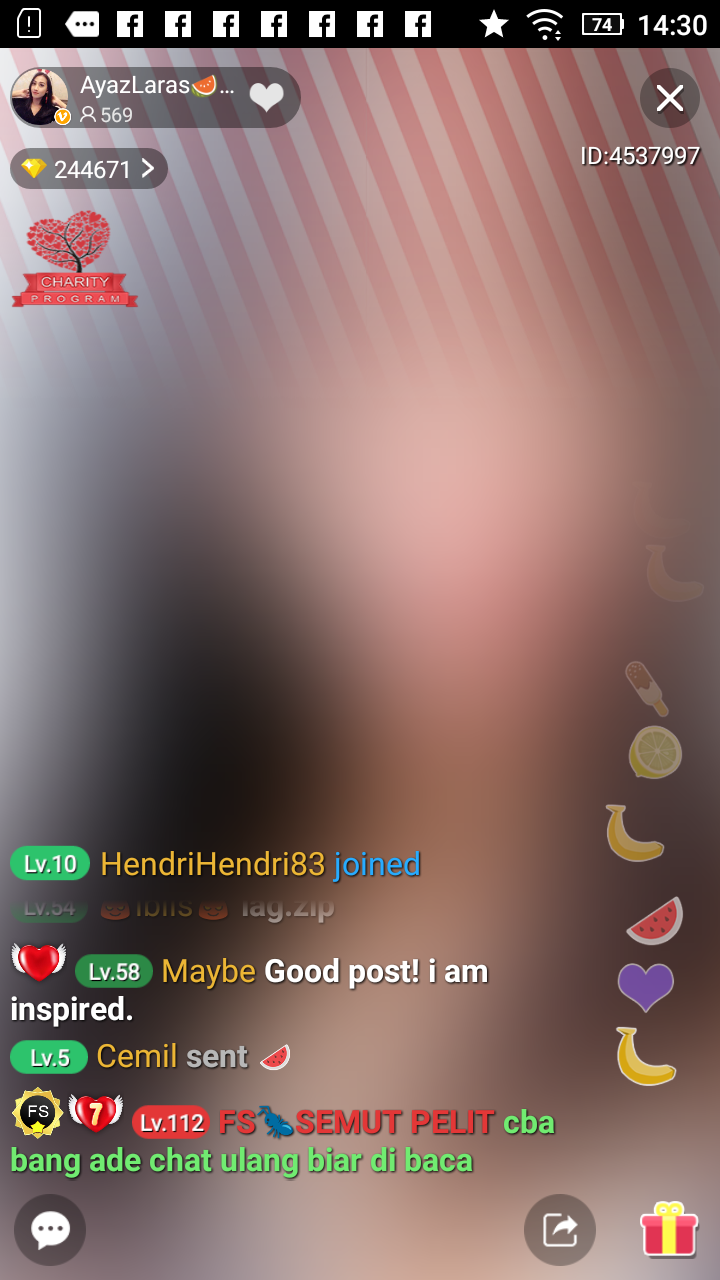 74 14:30
AyazLaras🍉...
569
244671
ID:4537997
CHARITY
PROGRAM
Lv.10 HendriHendri83 joined
Lv.54 iblis lag.zip
Lv.58 Maybe Good post! i am
inspired.
Lv.5 Cemil sent 🍉
FS 7 Lv.112 FS🐜SEMUT PELIT cba
bang ade chat ulang biar di baca